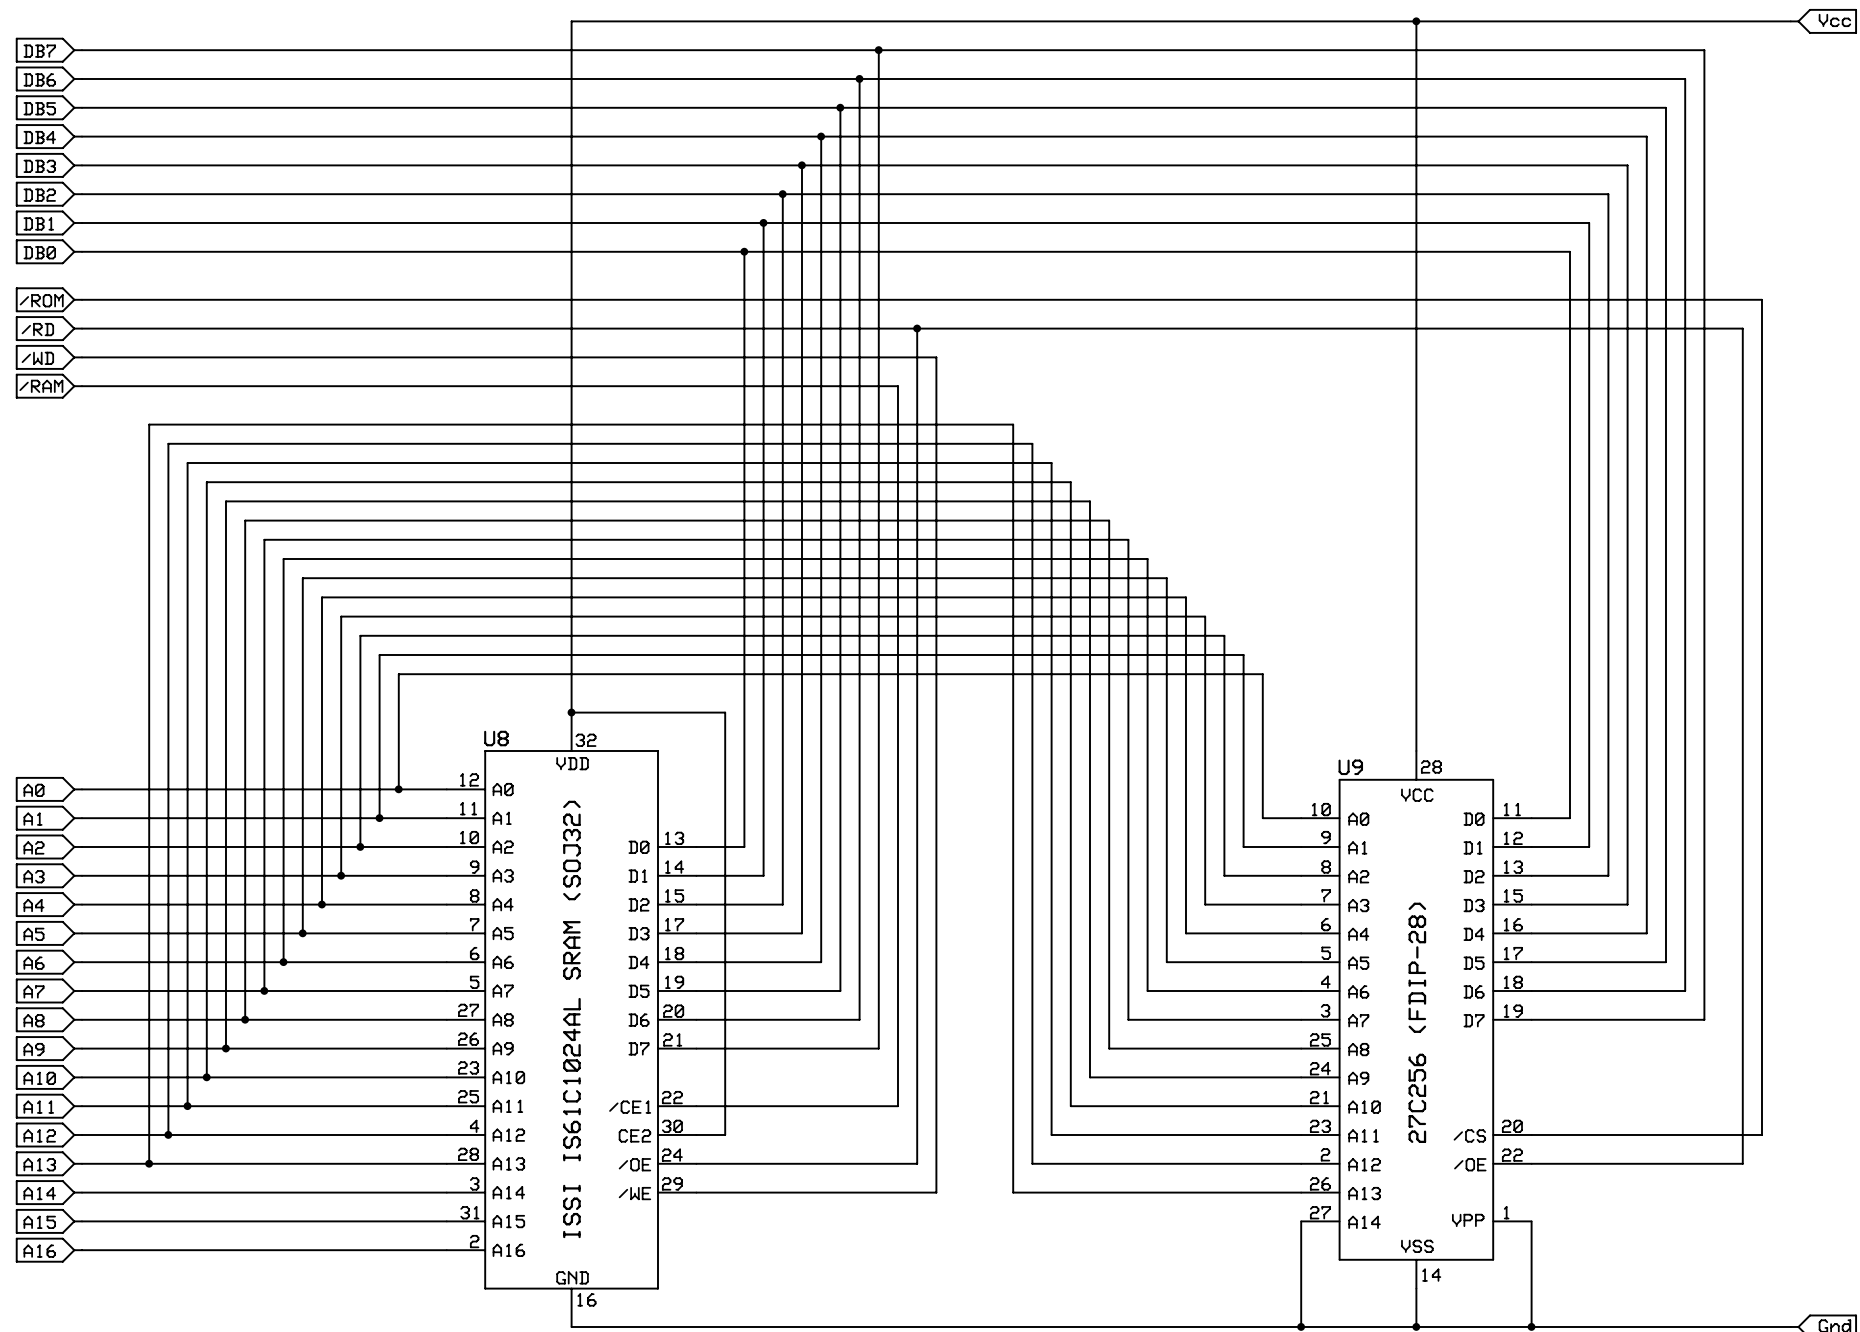 Vcc
DB7
DB6
DB5
DB4
DB3
DB2
DB1
DB0
/ROM
/RD
/WD
/RAM
U8
32
VDD
U9
28
VCC
A0
12 A0
A1
11 A1
A2
10 A2
A3
9 A3
A4
8 A4
A5
7 A5
A6
6 A6
A7
5 A7
A8
27 A8
A9
26 A9
A10
23 A10
A11
25 A11
A12
4 A12
A13
28 A13
A14
3 A14
A15
31 A15
A16
2 A16
ISSI IS61C1024AL SRAM (SOJ32)
D0 13
D1 14
D2 15
D3 17
D4 18
D5 19
D6 20
D7 21
/CE1 22
CE2 30
/OE 24
/WE 29
GND
16
10 A0
9 A1
8 A2
7 A3
6 A4
5 A5
4 A6
3 A7
25 A8
24 A9
21 A10
23 A11
2 A12
26 A13
27 A14
27C256 (FDIP-28)
D0 11
D1 12
D2 13
D3 15
D4 16
D5 17
D6 18
D7 19
/CS 20
/OE 22
VPP 1
VSS
14
Gnd